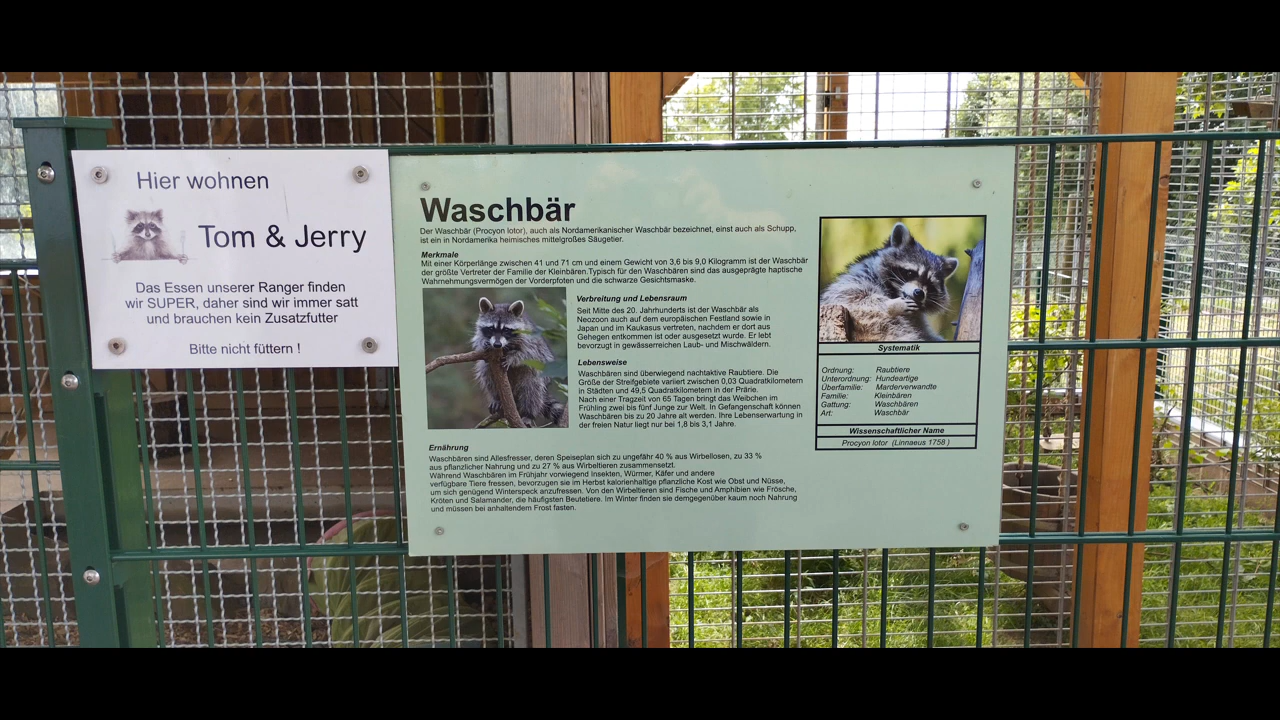 Hier wohnen
Tom & Jerry
Das Essen unserer Ranger finden
wir SUPER, daher sind wir immer satt
und brauchen kein Zusatzfutter
Bitte nicht füttern !
Waschbär
Der Waschbär (Procyon lotor), auch als Nordamerikanischer Waschbär bezeichnet, einst auch als Schupp,
ist ein in Nordamerika heimisches mittelgroßes Säugetier.
Merkmale
Mit einer Körperlänge zwischen 41 und 71 cm und einem Gewicht von 3,6 bis 9,0 Kilogramm ist der Waschbär
der größte Vertreter der Familie der Kleinbären.Typisch für den Waschbären sind das ausgeprägte haptische
Wahrnehmungsvermögen der Vorderpfoten und die schwarze Gesichtsmaske.
Verbreitung und Lebensraum
Seit Mitte des 20. Jahrhunderts ist der Waschbär als
Neozoon auch auf dem europäischen Festland sowie in
Japan und im Kaukasus vertreten, nachdem er dort aus
Gehegen entkommen ist oder ausgesetzt wurde. Er lebt
bevorzugt in gewässerreichen Laub- und Mischwäldern.
Lebensweise
Waschbären sind überwiegend nachtaktive Raubtiere. Die
Größe der Streifgebiete variiert zwischen 0,03 Quadratkilometern
in Städten und 49,5 Quadratkilometern in der Prärie.
Nach einer Tragzeit von 65 Tagen bringt das Weibchen im
Frühling zwei bis fünf Junge zur Welt. In Gefangenschaft können
Waschbären bis zu 20 Jahre alt werden. Ihre Lebenserwartung in
der freien Natur liegt nur bei 1,8 bis 3,1 Jahre.
Ernährung
Waschbären sind Allesfresser, deren Speiseplan sich zu ungefähr 40 % aus Wirbellosen, zu 33 %
aus pflanzlicher Nahrung und zu 27 % aus Wirbeltieren zusammensetzt.
Während Waschbären im Frühjahr vorwiegend Insekten, Würmer, Käfer und andere
verfügbare Tiere fressen, bevorzugen sie im Herbst kalorienhaltige pflanzliche Kost wie Obst und Nüsse,
um sich genügend Winterspeck anzufressen. Von den Wirbeltieren sind Fische und Amphibien wie Frösche,
Kröten und Salamander, die häufigsten Beutetiere. Im Winter finden sie demgegenüber kaum noch Nahrung
und müssen bei anhaltendem Frost fasten.
Systematik
Ordnung: Raubtiere
Unterordnung: Hundeartige
Überfamilie: Marderverwandte
Familie: Kleinbären
Gattung: Waschbären
Art: Waschbär
Wissenschaftlicher Name
Procyon lotor (Linnaeus 1758 )